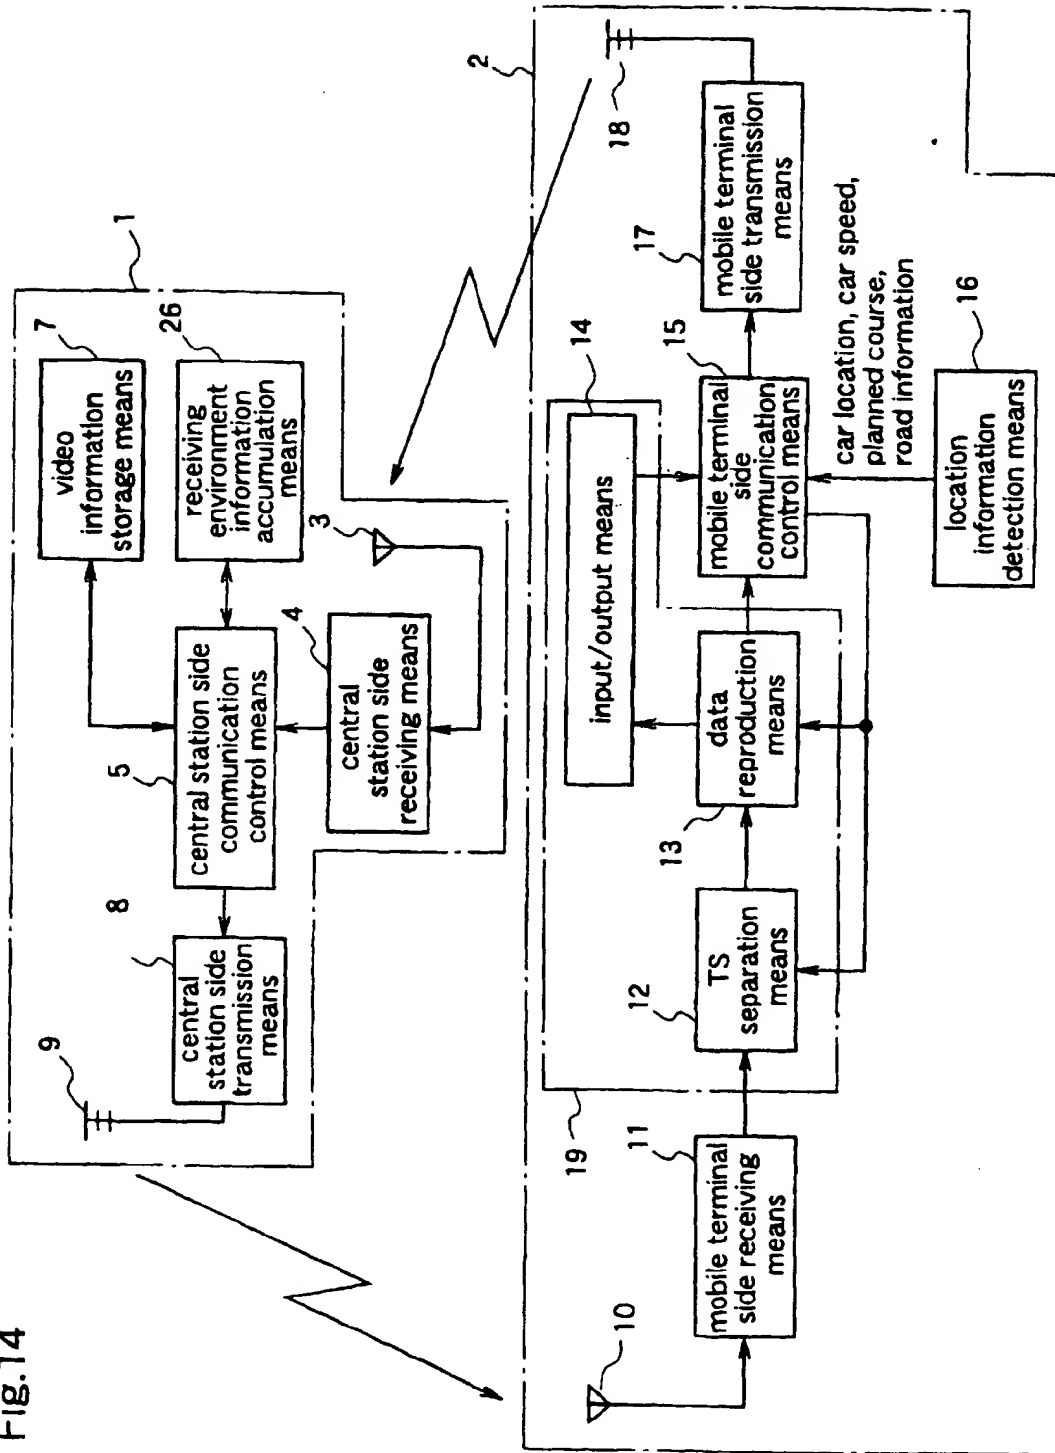 Fig.14
1
9
8
central
station side
transmission
means
5
central station side
communication
control means
7
video
information
storage means
26
receiving
environment
information
accumulation
means
4
central
station side
receiving means
3
2
10
11
mobile terminal
side receiving
means
19
12
TS
separation
means
13
data
reproduction
means
14
input/output means
15
mobile terminal
side
communication
control means
17
mobile terminal
side transmission
means
18
car location, car speed,
planned course,
road information
16
location
information
detection means